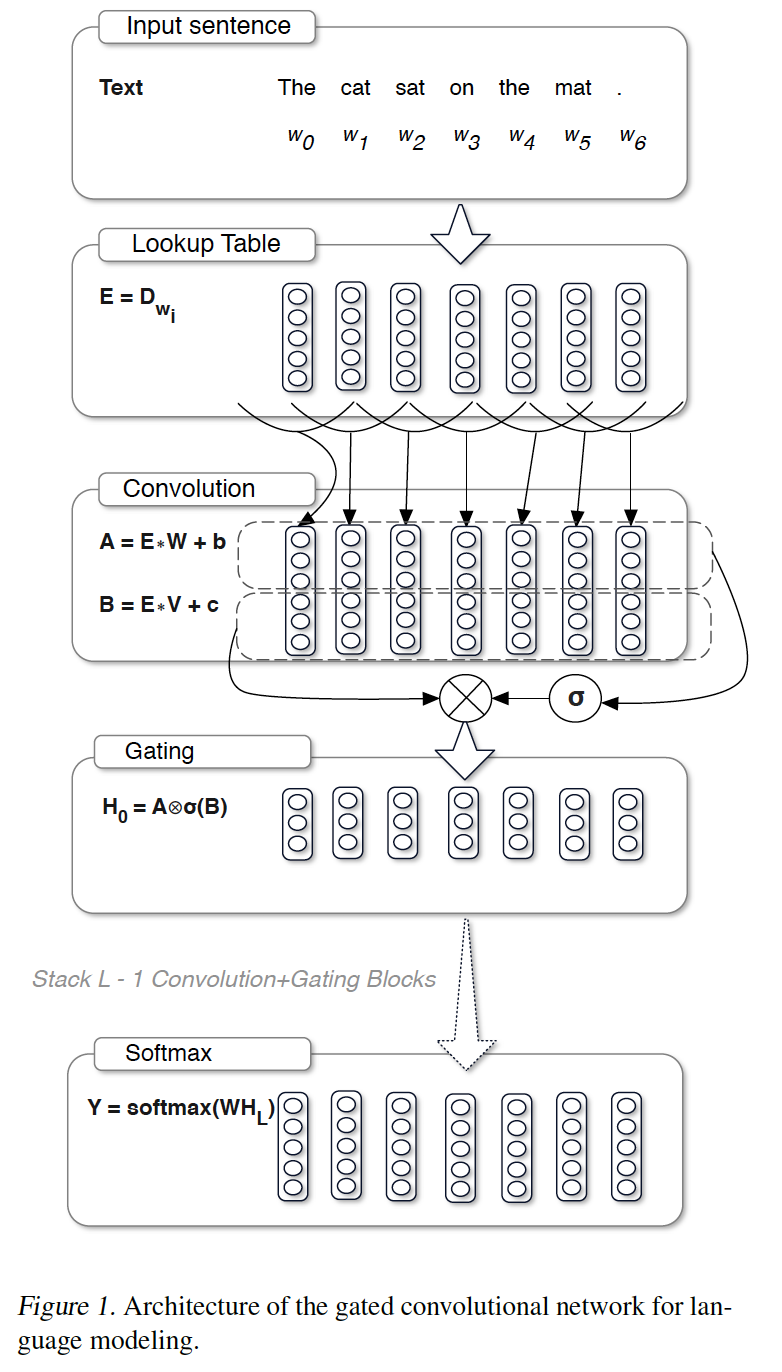 Input sentence
Text The cat sat on the mat .
w0 w1 w2 w3 w4 w5 w6
Lookup Table
E = Dwi
Convolution
A = E*W + b
B = E*V + c
σ
Gating
H0 = A⊗σ(B)
Stack L - 1 Convolution+Gating Blocks
Softmax
Y = softmax(WHL)
Figure 1. Architecture of the gated convolutional network for lan-
guage modeling.